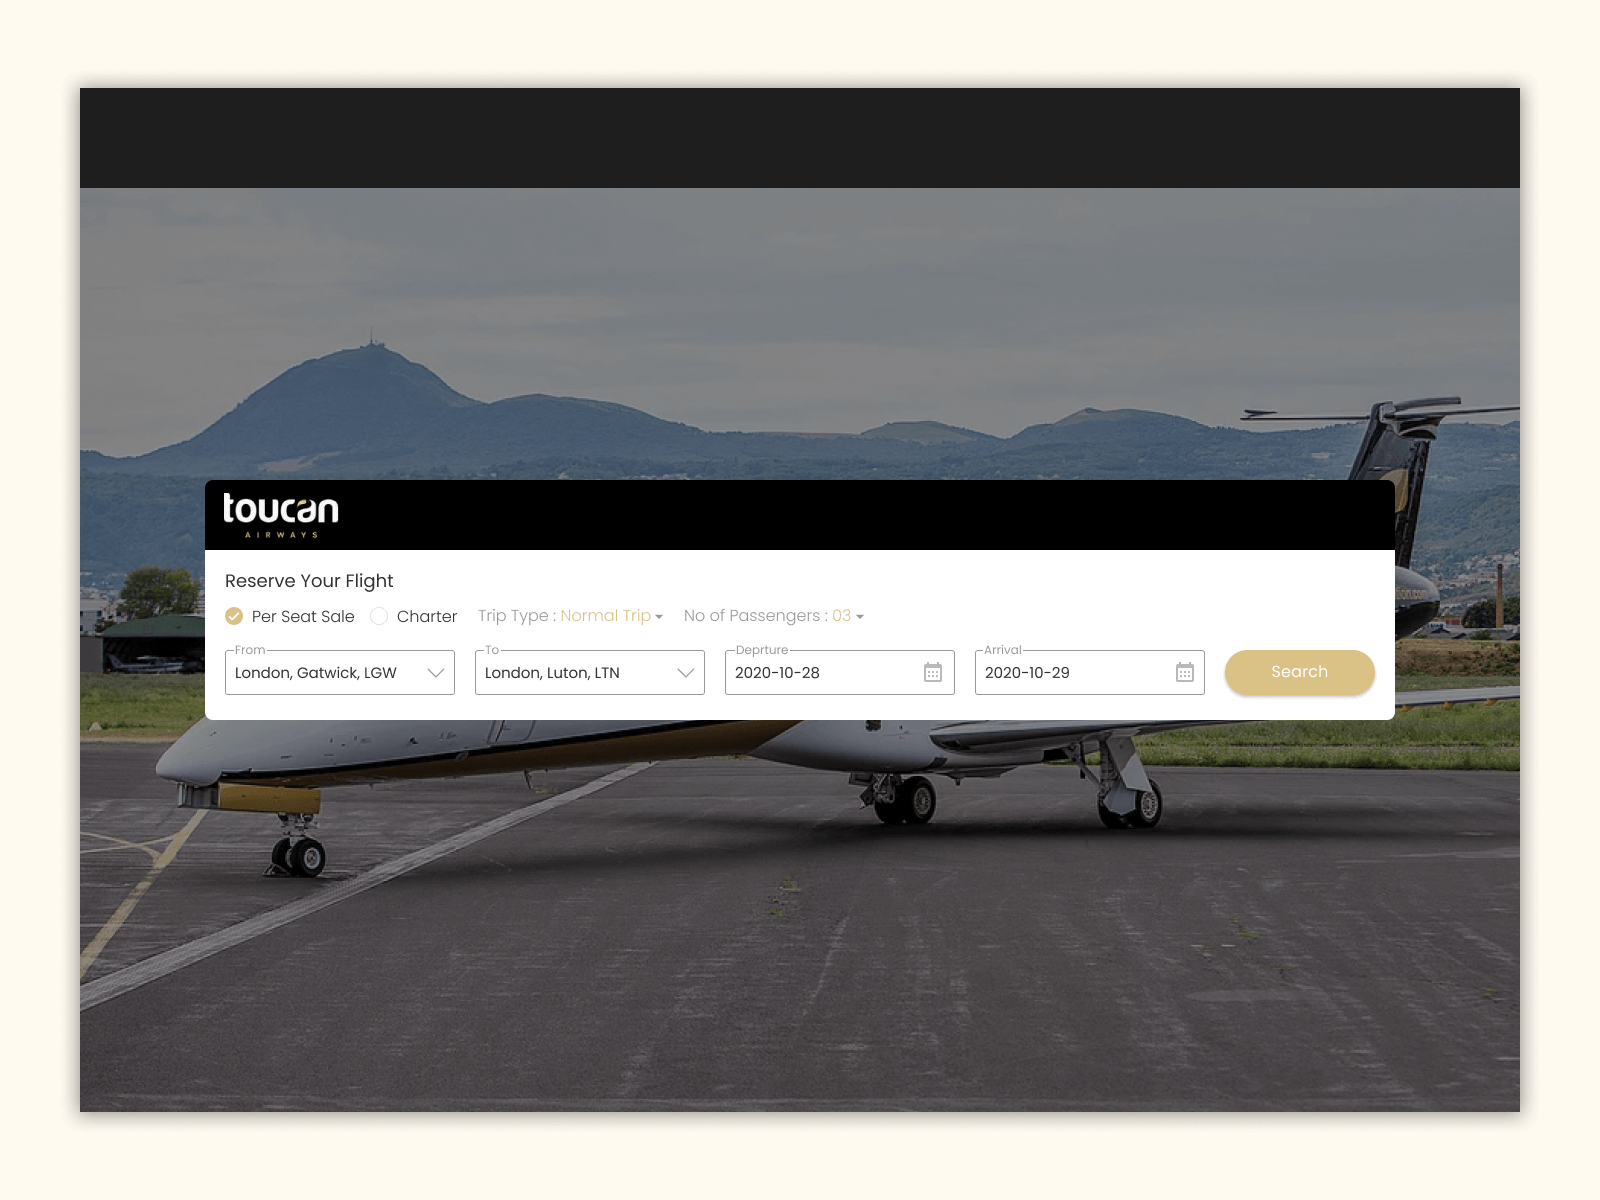 toucan
AIRWAYS
Reserve Your Flight
Per Seat Sale Charter Trip Type : Normal Trip No of Passengers : 03
From To Deprture Arrival
London, Gatwick, LGW London, Luton, LTN 2020-10-28 2020-10-29 Search